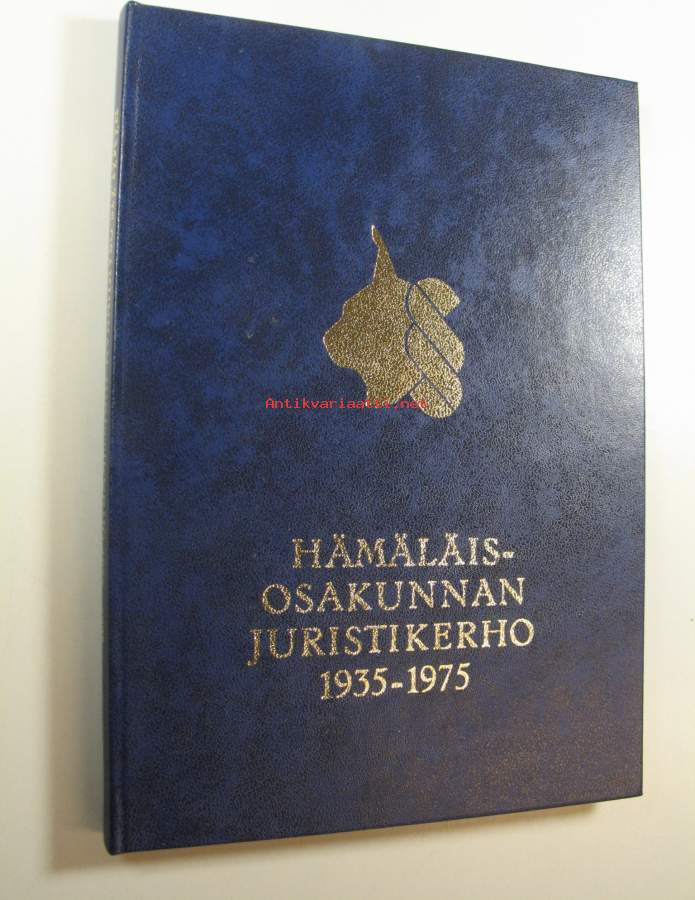 Antikvariaatti.net
HÄMÄLÄIS-
OSAKUNNAN
JURISTIKERHO
1935-1975